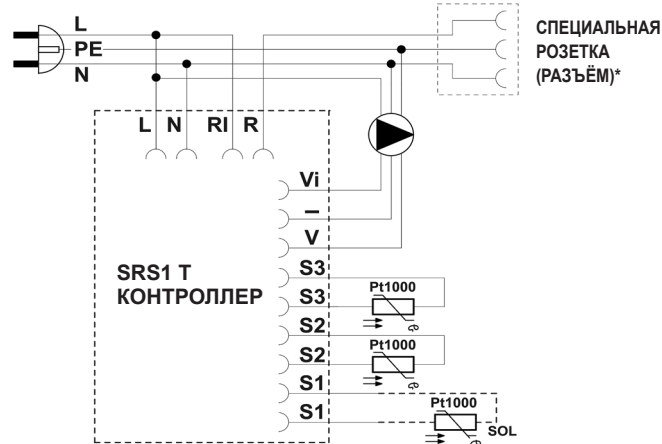 L
PE
N
СПЕЦИАЛЬНАЯ
РОЗЕТКА
(РАЗЪЁМ)*
L N RI R
Vi
–
V
S3
S3
S2
S2
S1
S1
SRS1 T
КОНТРОЛЛЕР
Pt1000
Pt1000
Pt1000
SOL